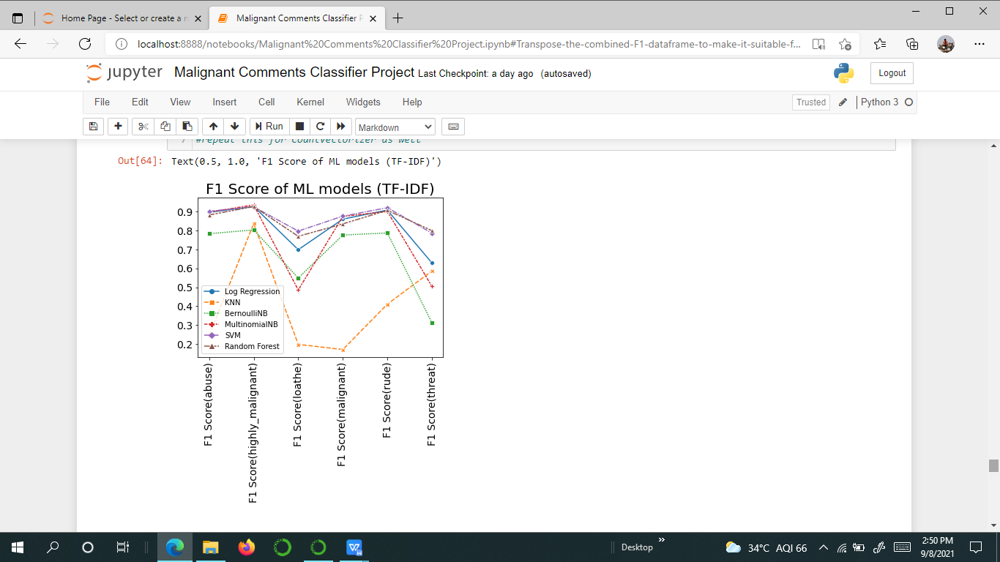 Home Page - Select or create a n
Malignant Comments Classifier P
localhost:8888/notebooks/Malignant%20Comments%20Classifier%20Project.ipynb#Transpose-the-combined-F1-dataframe-to-make-it-suitable-f...
jupyter Malignant Comments Classifier Project Last Checkpoint: a day ago (autosaved)
Logout
File Edit View Insert Cell Kernel Widgets Help
Trusted
Python 3
Run
Markdown
7 #repeat this for CountVectorizer as well
Out[64]: Text(0.5, 1.0, 'F1 Score of ML models (TF-IDF)')
F1 Score of ML models (TF-IDF)
0.9
0.8
0.7
0.6
0.5
0.4
0.3
0.2
Log Regression
KNN
BernoulliNB
MultinomialNB
SVM
Random Forest
F1 Score(abuse)
F1 Score(highly_malignant)
F1 Score(loathe)
F1 Score(malignant)
F1 Score(rude)
F1 Score(threat)
Desktop
34°C AQI 66
2:50 PM
9/8/2021